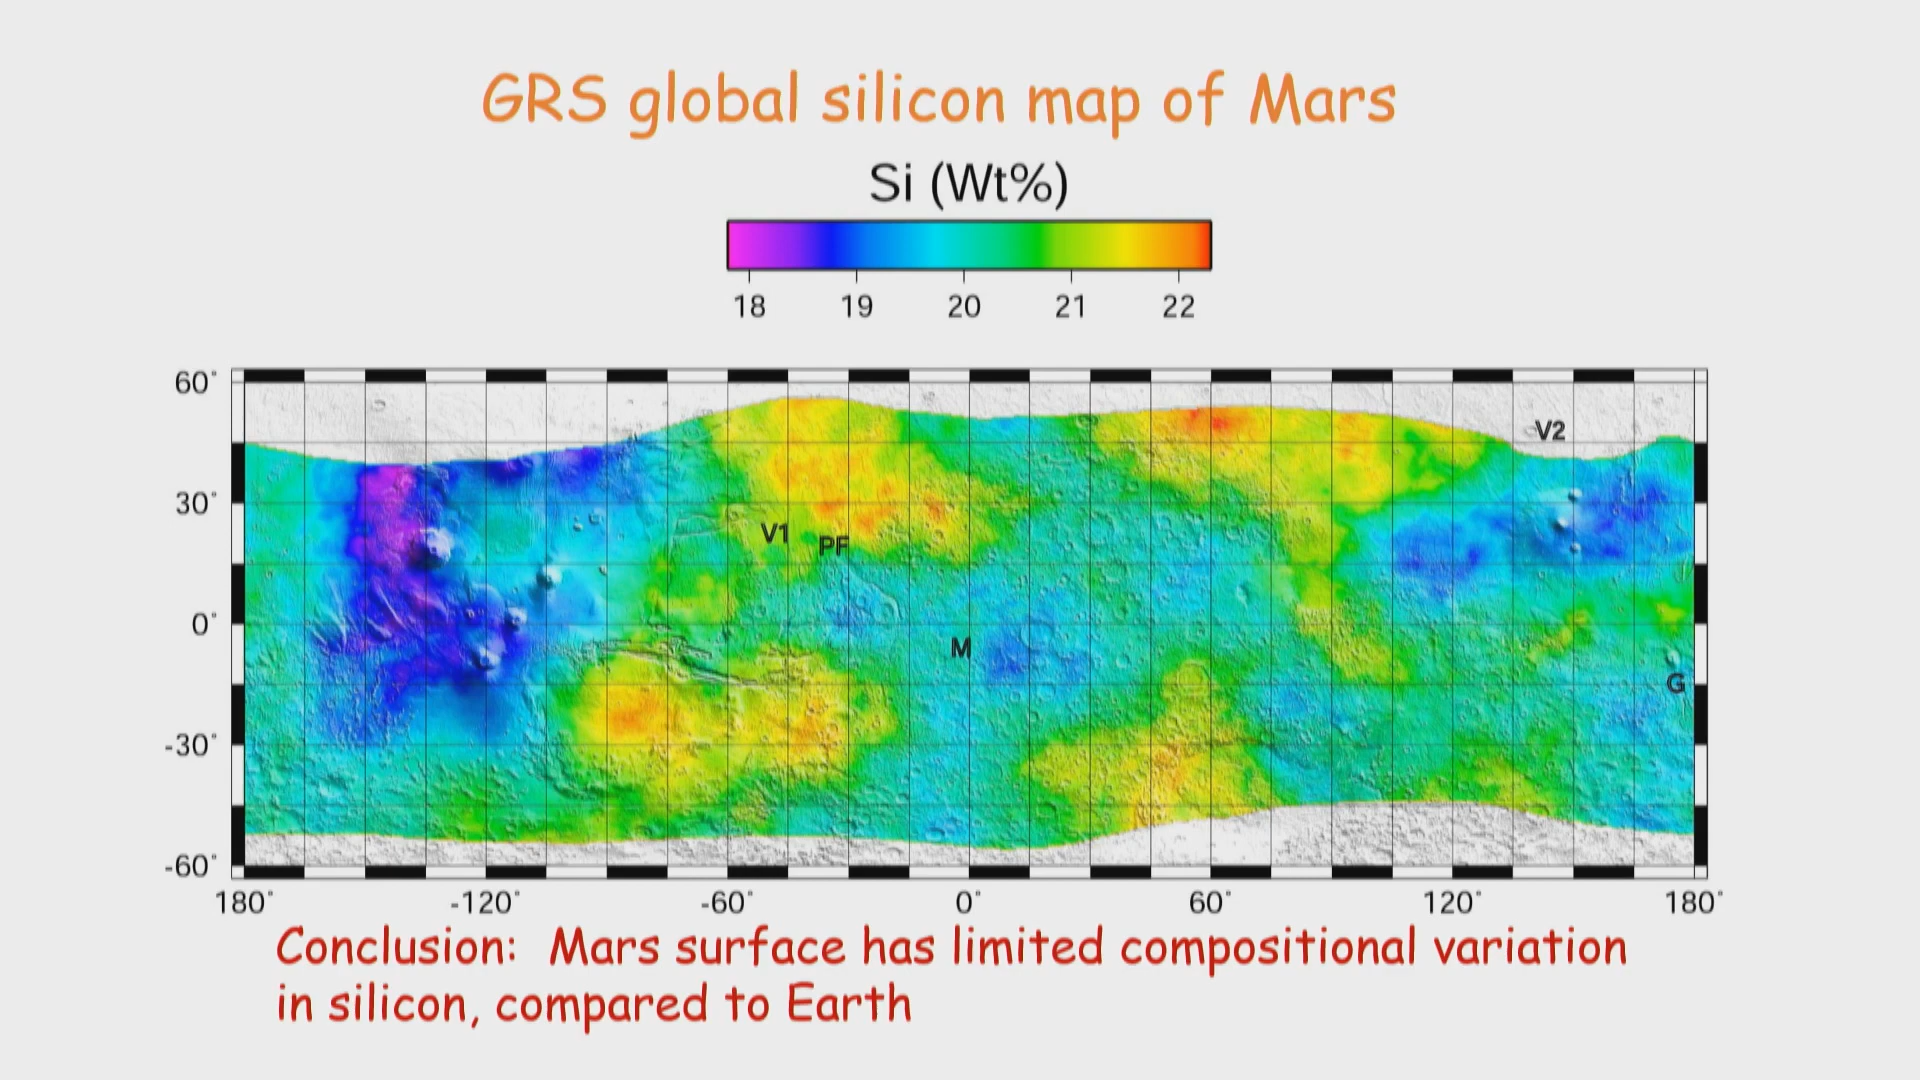 GRS global silicon map of Mars
Si (Wt%)
18 19 20 21 22
60°
V2
30°
V1 PF
0°
M
G
-30°
-60°
180° -120° -60° 0° 60° 120° 180°
Conclusion: Mars surface has limited compositional variation
in silicon, compared to Earth